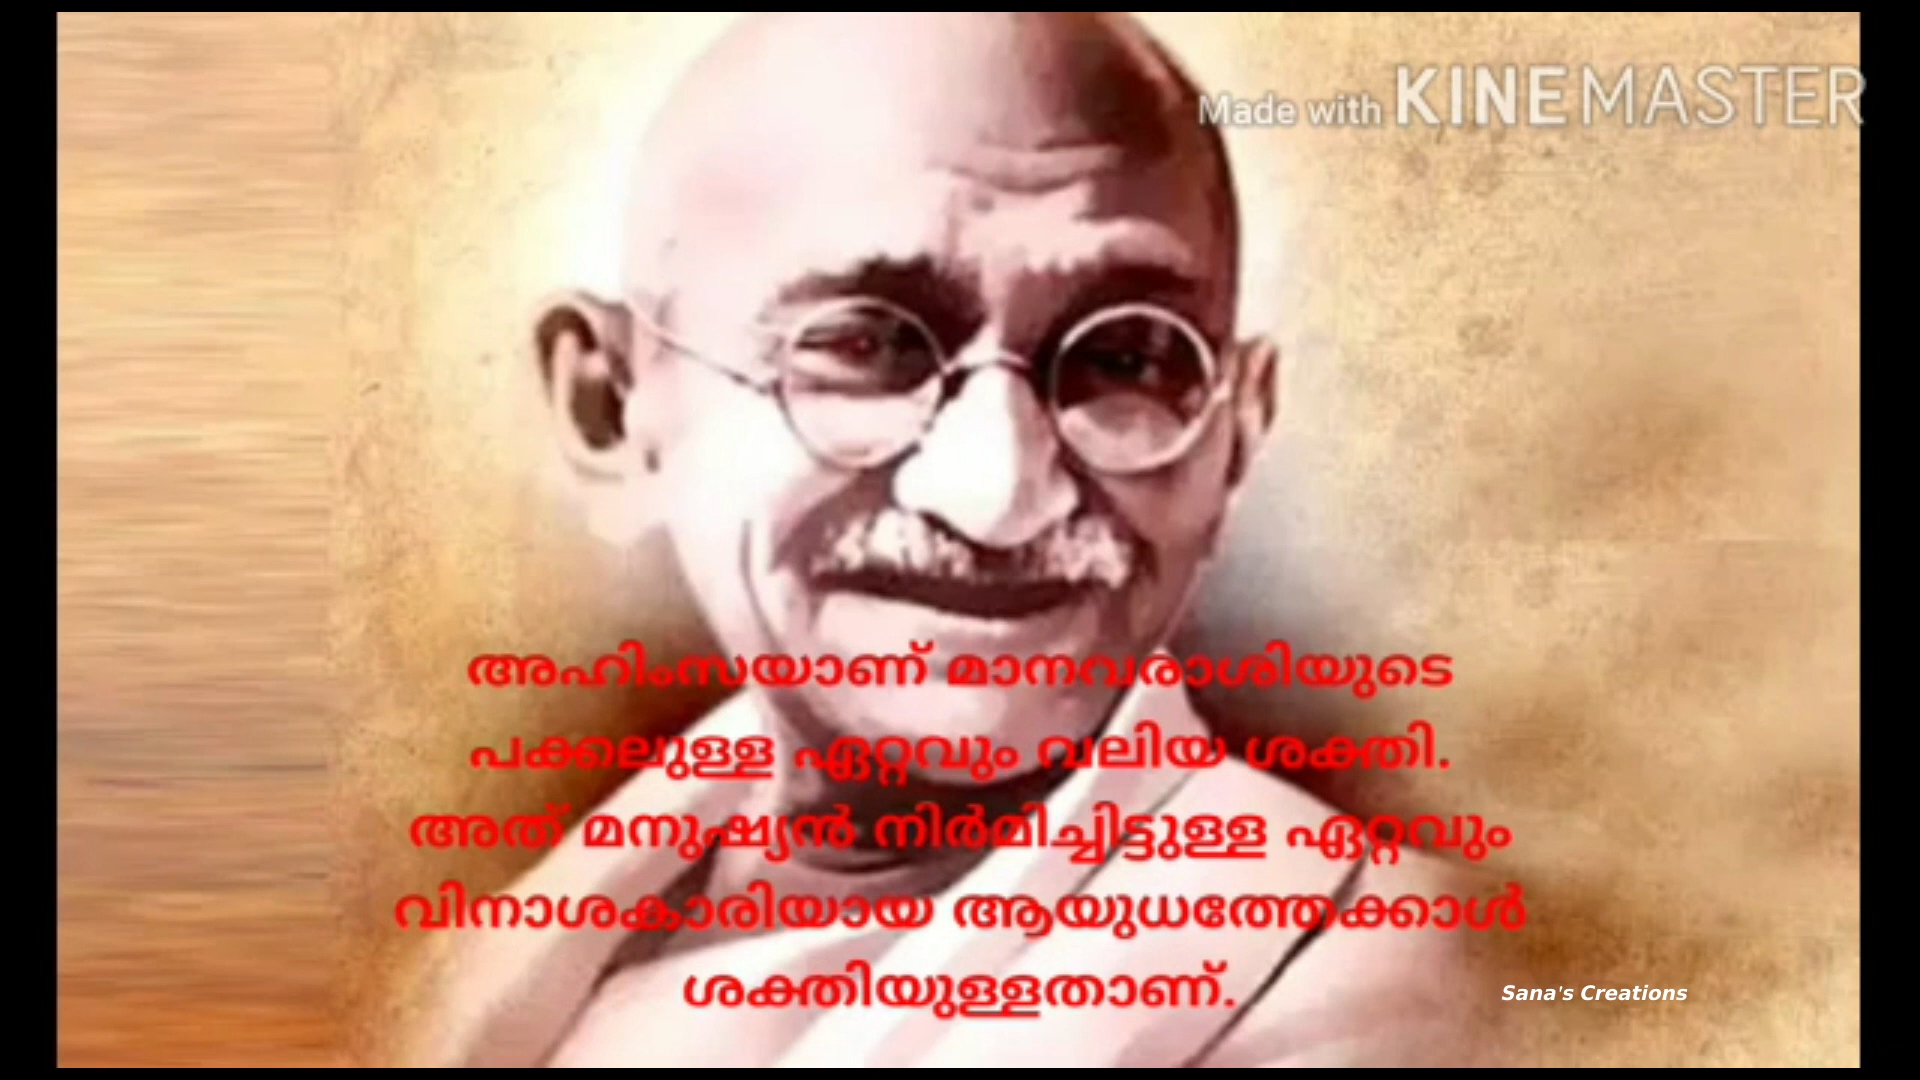 Made with KINEMASTER
അഹിംസയാണ് മാനവരാശിയുടെ
പക്കലുള്ള ഏറ്റവും വലിയ ശക്തി.
അത് മനുഷ്യൻ നിർമിച്ചിട്ടുള്ള ഏറ്റവും
വിനാശകാരിയായ ആയുധത്തേക്കാൾ
ശക്തിയുള്ളതാണ്.
Sana's Creations